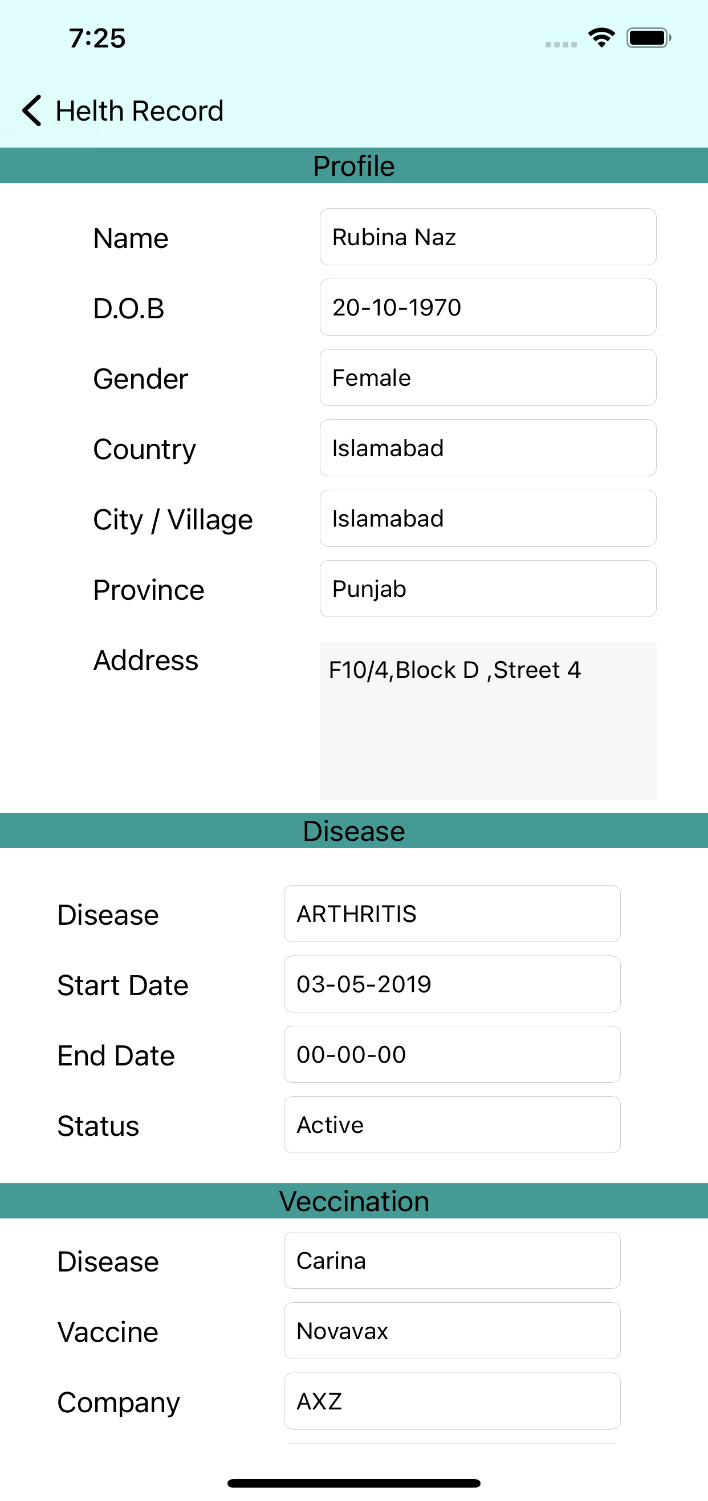 7:25
Helth Record
Profile
Name Rubina Naz
D.O.B 20-10-1970
Gender Female
Country Islamabad
City / Village Islamabad
Province Punjab
Address F10/4,Block D ,Street 4
Disease
Disease ARTHRITIS
Start Date 03-05-2019
End Date 00-00-00
Status Active
Veccination
Disease Carina
Vaccine Novavax
Company AXZ